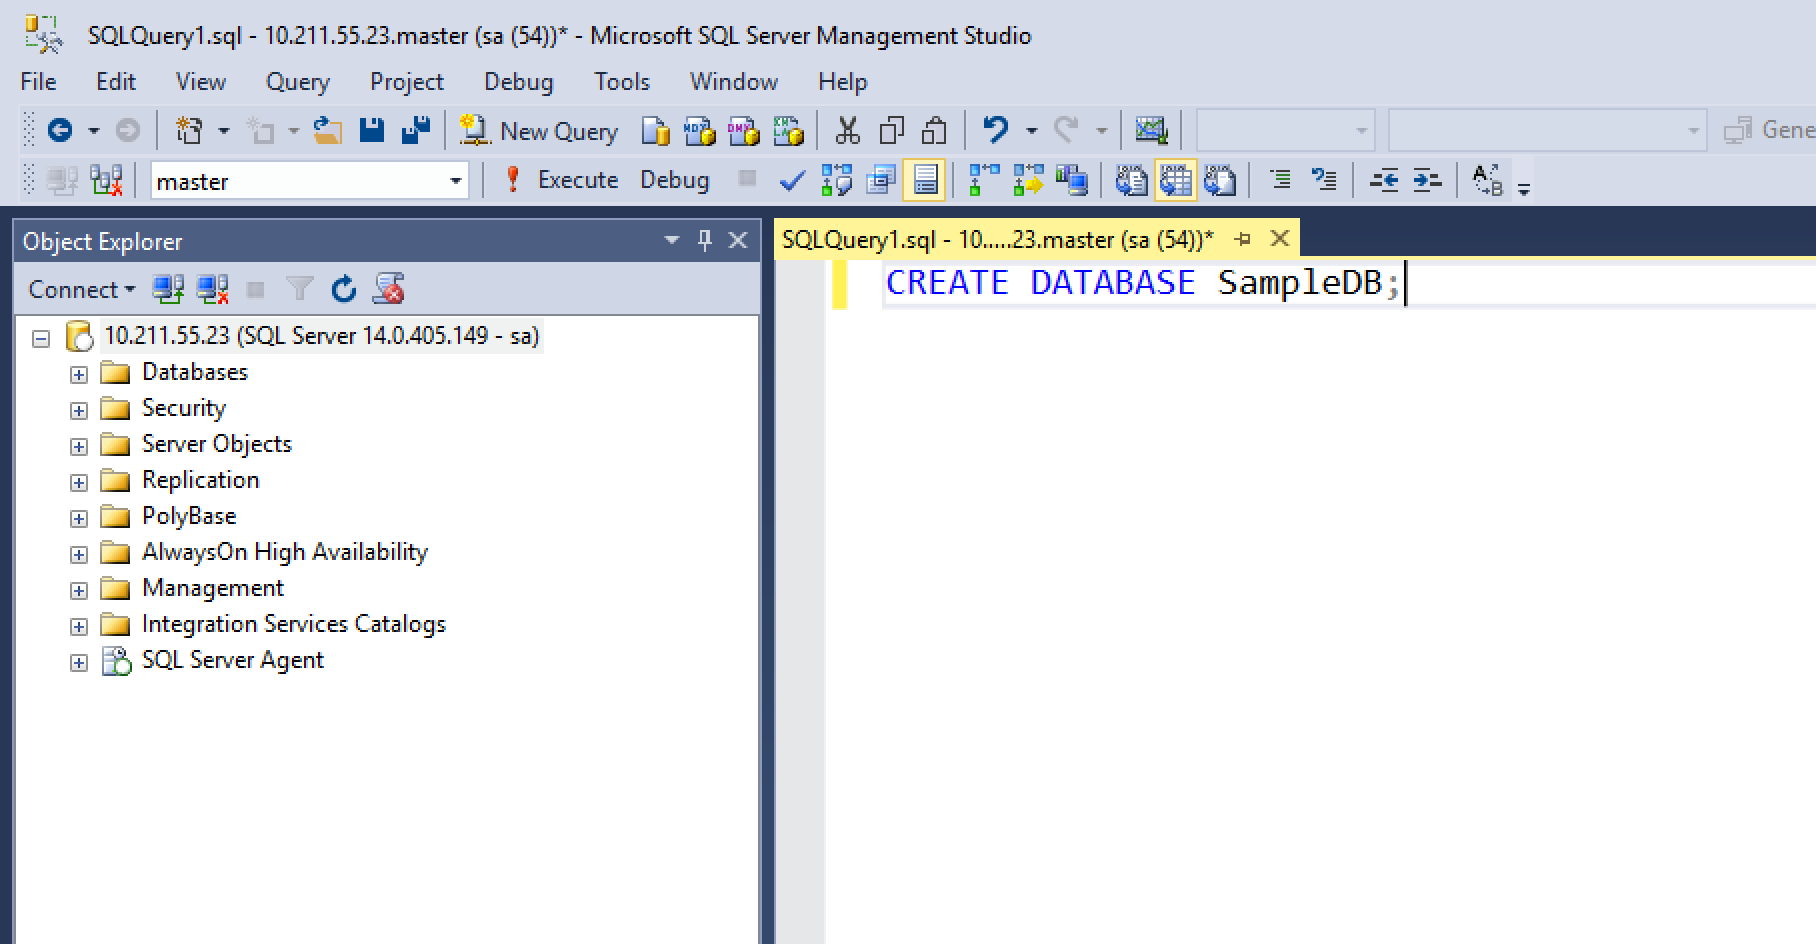 SQLQuery1.sql - 10.211.55.23.master (sa (54))* - Microsoft SQL Server Management Studio
File Edit View Query Project Debug Tools Window Help
New Query
Gene
master Execute Debug
Object Explorer
SQLQuery1.sql - 10.....23.master (sa (54))*
Connect
CREATE DATABASE SampleDB;
10.211.55.23 (SQL Server 14.0.405.149 - sa)
Databases
Security
Server Objects
Replication
PolyBase
AlwaysOn High Availability
Management
Integration Services Catalogs
SQL Server Agent